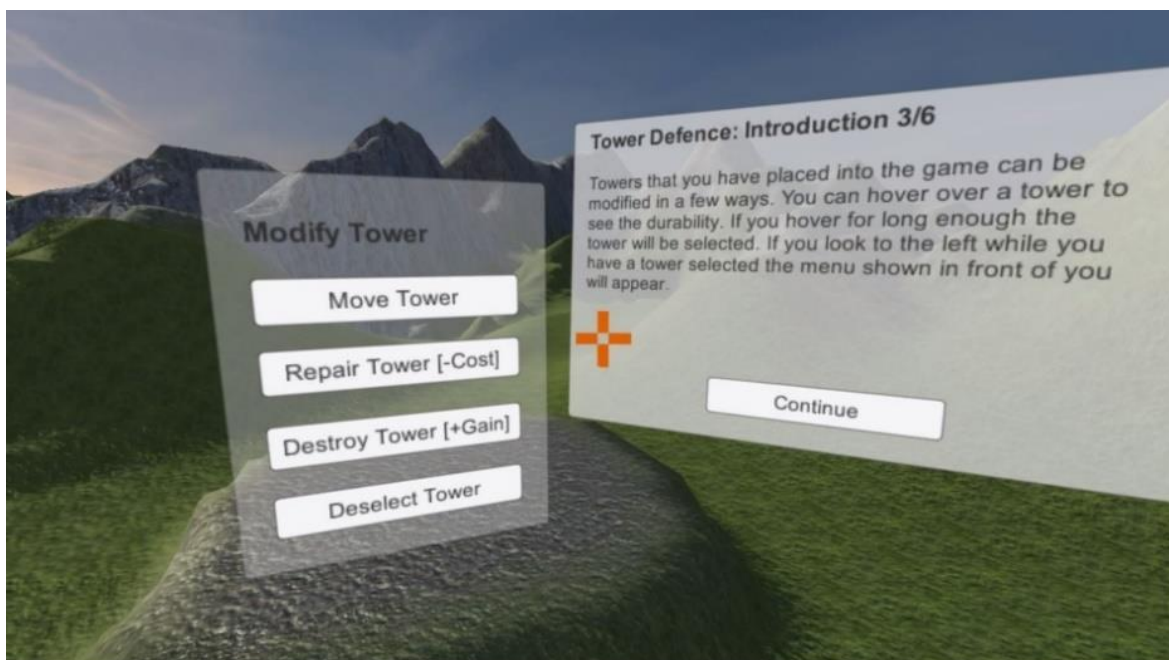 Modify Tower
Move Tower
Repair Tower [-Cost]
Destroy Tower [+Gain]
Deselect Tower
Tower Defence: Introduction 3/6
Towers that you have placed into the game can be
modified in a few ways. You can hover over a tower to
see the durability. If you hover for long enough the
tower will be selected. If you look to the left while you
have a tower selected the menu shown in front of you
will appear.
Continue